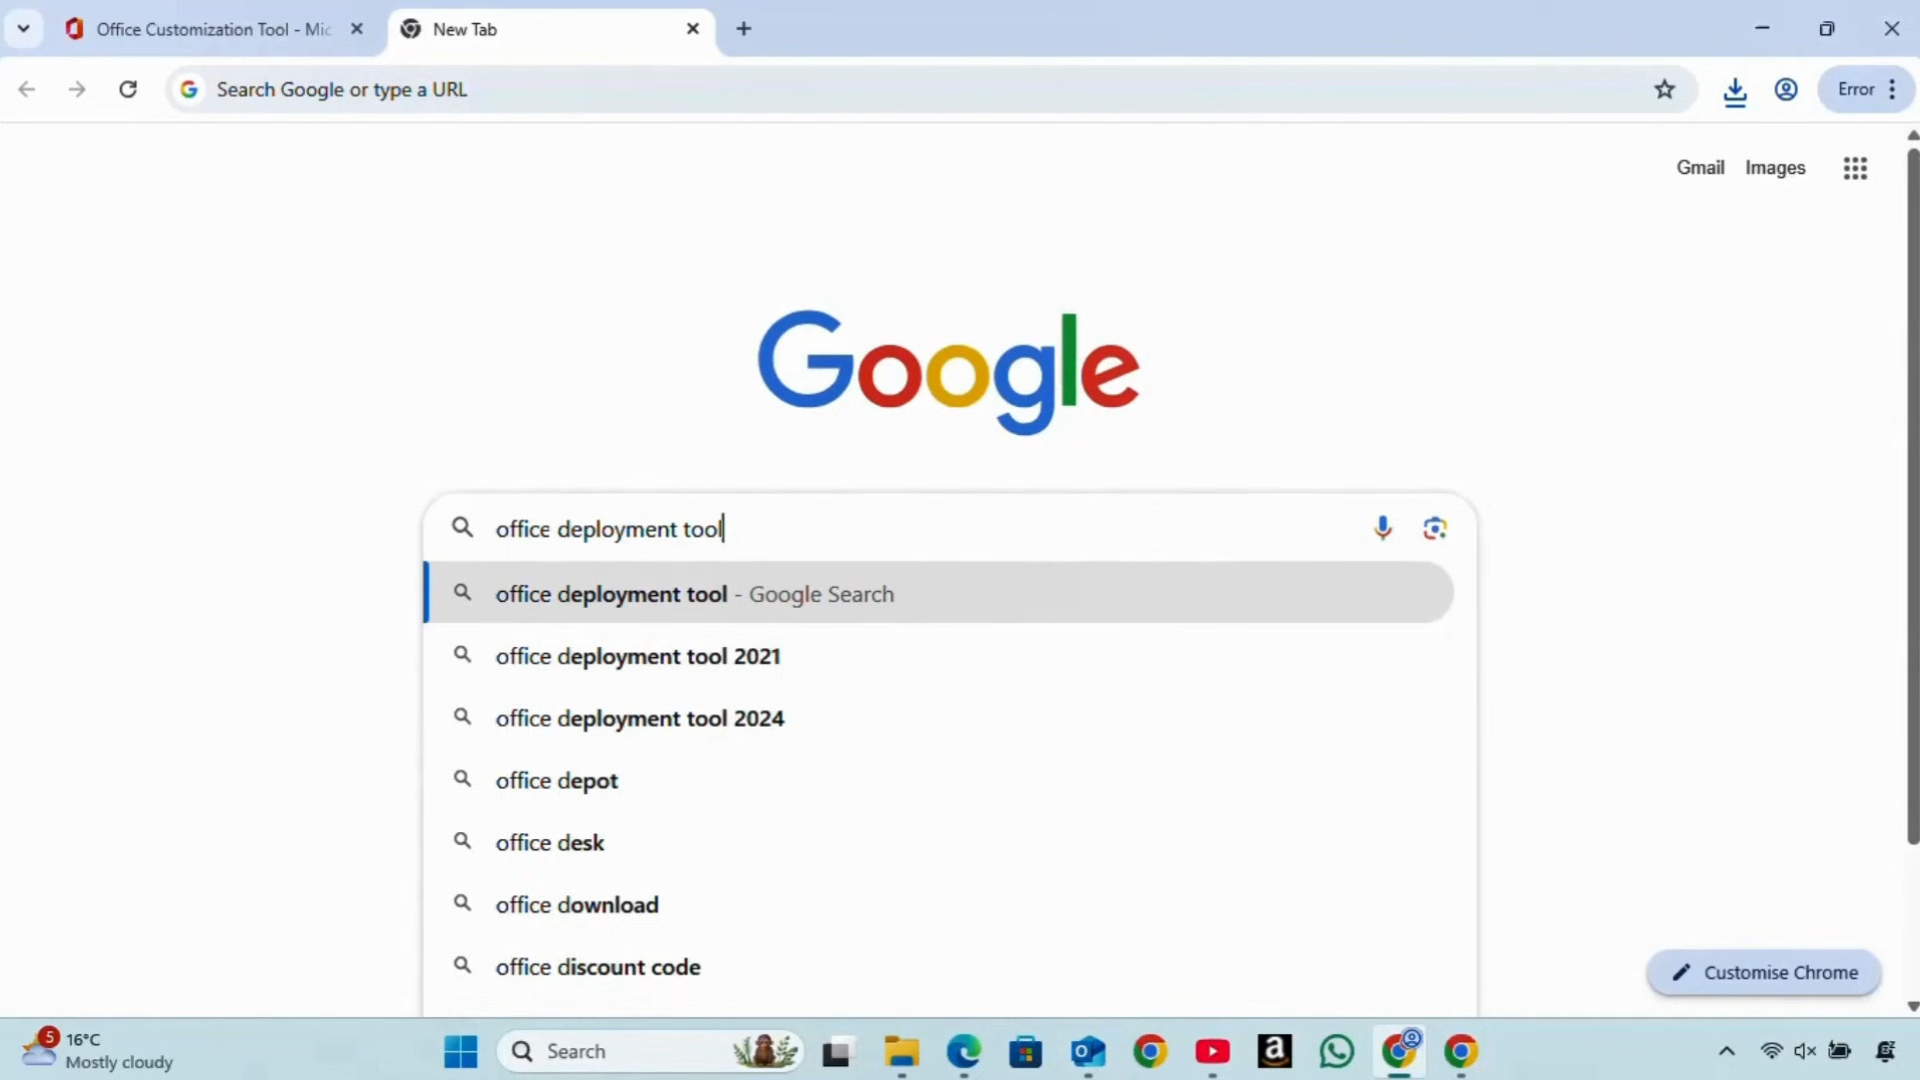 Office Customization Tool - Mic
New Tab
Search Google or type a URL
Error
Gmail Images
Google
office deployment tool
office deployment tool - Google Search
office deployment tool 2021
office deployment tool 2024
office depot
office desk
office download
office discount code
Customise Chrome
5
16°C
Mostly cloudy
Search
a